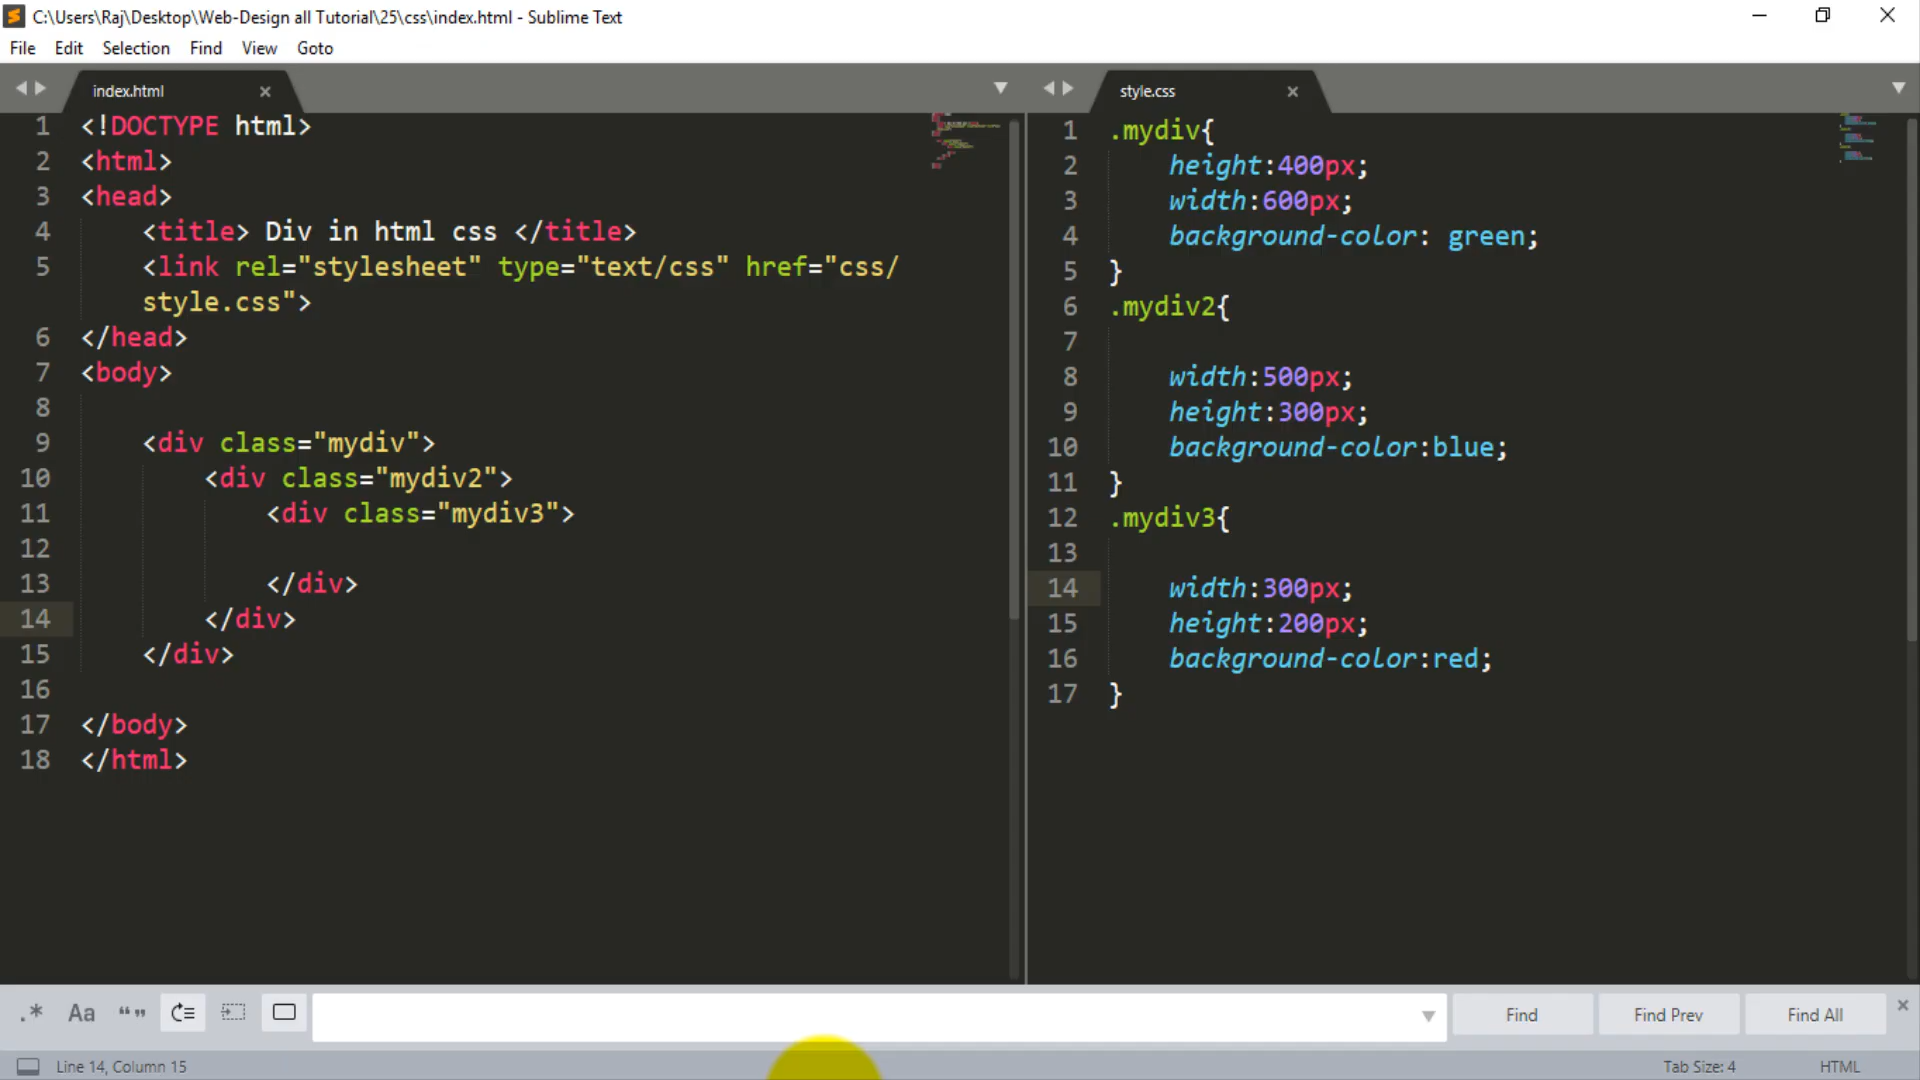 C:\Users\Raj\Desktop\Web-Design all Tutorial\25\css\index.html - Sublime Text
File Edit Selection Find View Goto
index.html
1 <!DOCTYPE html>
2 <html>
3 <head>
4 <title> Div in html css </title>
5 <link rel="stylesheet" type="text/css" href="css/
style.css">
6 </head>
7 <body>
8
9 <div class="mydiv">
10 <div class="mydiv2">
11 <div class="mydiv3">
12
13 </div>
14 </div>
15 </div>
16
17 </body>
18 </html>
style.css
1 .mydiv{
2 height:400px;
3 width:600px;
4 background-color: green;
5 }
6 .mydiv2{
7
8 width:500px;
9 height:300px;
10 background-color:blue;
11 }
12 .mydiv3{
13
14 width:300px;
15 height:200px;
16 background-color:red;
17 }
.* Aa “ ” Find Find Prev Find All
Line 14, Column 15 Tab Size: 4 HTML